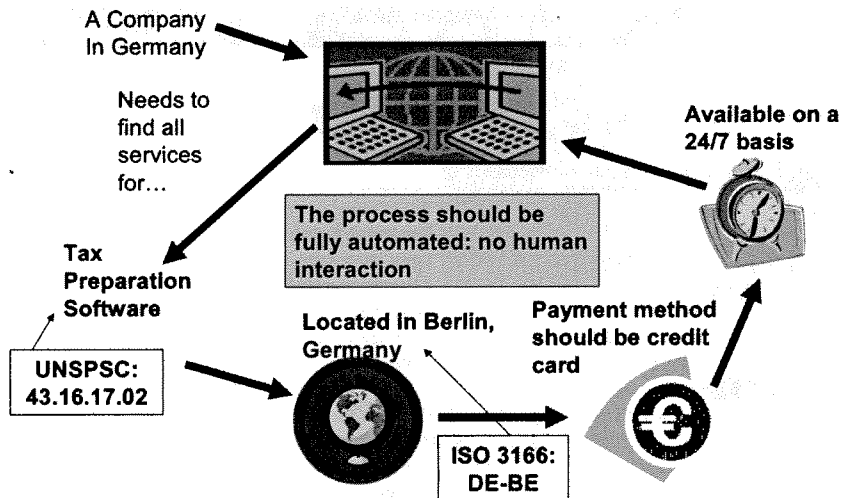 A Company
In Germany
Needs to
find all
services
for...
Available on a
24/7 basis
The process should be
fully automated: no human
interaction
Tax
Preparation
Software
UNSPSC:
43.16.17.02
Located in Berlin,
Germany
ISO 3166:
DE-BE
Payment method
should be credit
card
€